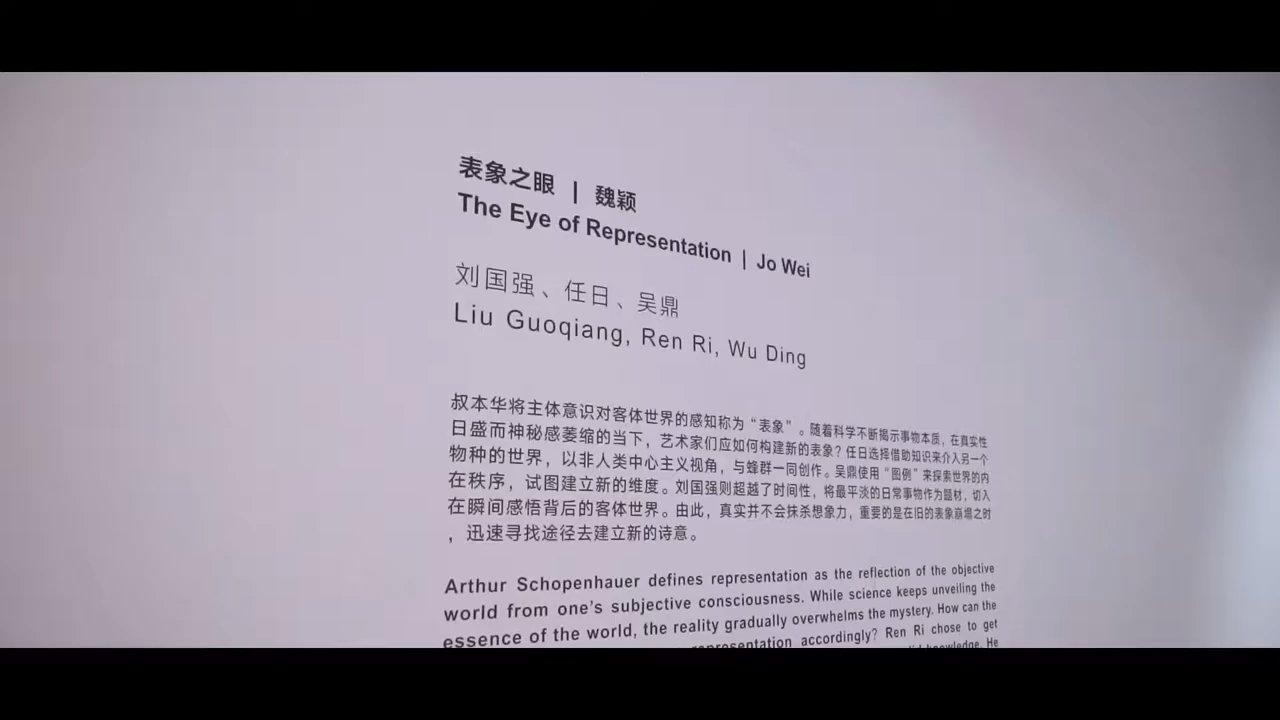 表象之眼 | 魏颖
The Eye of Representation | Jo Wei
刘国强、任日、吴鼎
Liu Guoqiang, Ren Ri, Wu Ding
叔本华将主体意识对客体世界的感知称为“表象”。随着科学不断揭示事物本质，在真实性
日盛而神秘感萎缩的当下，艺术家们应如何构建新的表象？任日选择借助知识来介入另一个
物种的世界，以非人类中心主义视角，与蜂群一同创作。吴鼎使用“图例”来探索世界的内
在秩序，试图建立新的维度。刘国强则超越了时间性，将最平淡的日常事物作为题材，切入
在瞬间感悟背后的客体世界。由此，真实并不会抹杀想象力，重要的是在旧的表象崩塌之时
，迅速寻找途径去建立新的诗意。
Arthur Schopenhauer defines representation as the reflection of the objective
world from one’s subjective consciousness. While science keeps unveiling the
essence of the world, the reality gradually overwhelms the mystery. How can the
representation accordingly? Ren Ri chose to get
knowledge. He